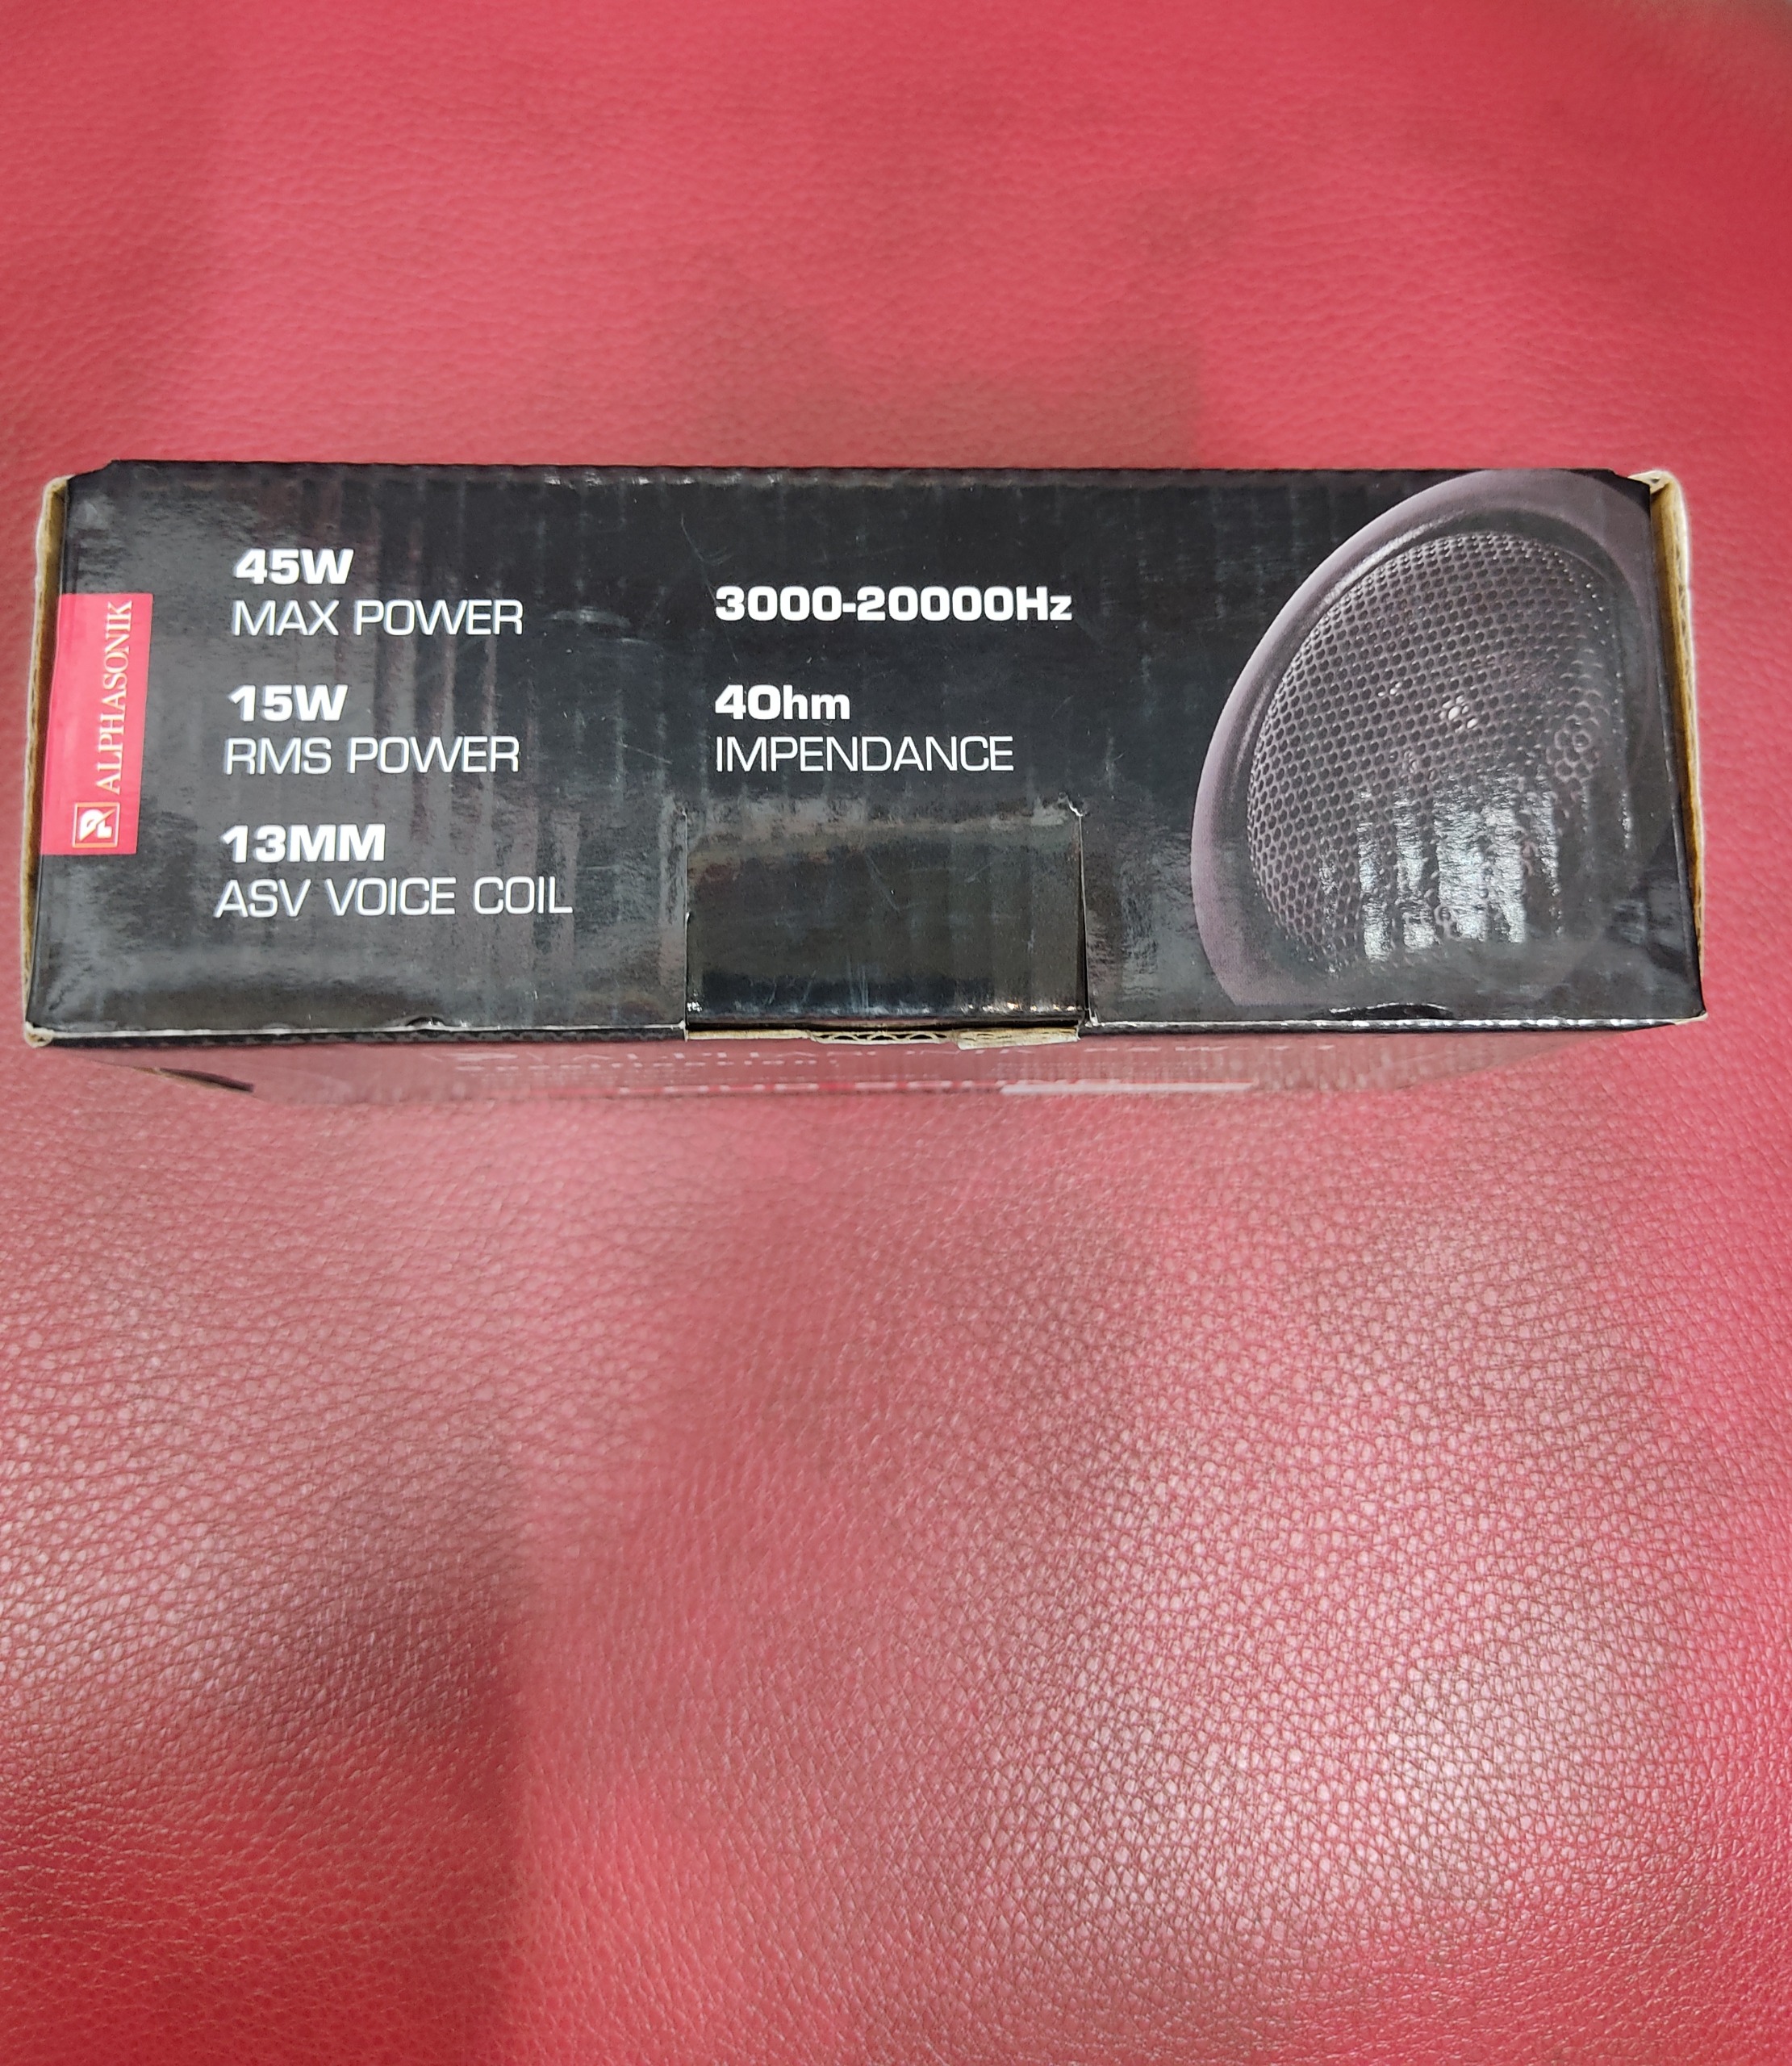 ALPHASONIK
45W
MAX POWER
15W
RMS POWER
13MM
ASV VOICE COIL
3000-20000Hz
4Ohm
IMPENDANCE